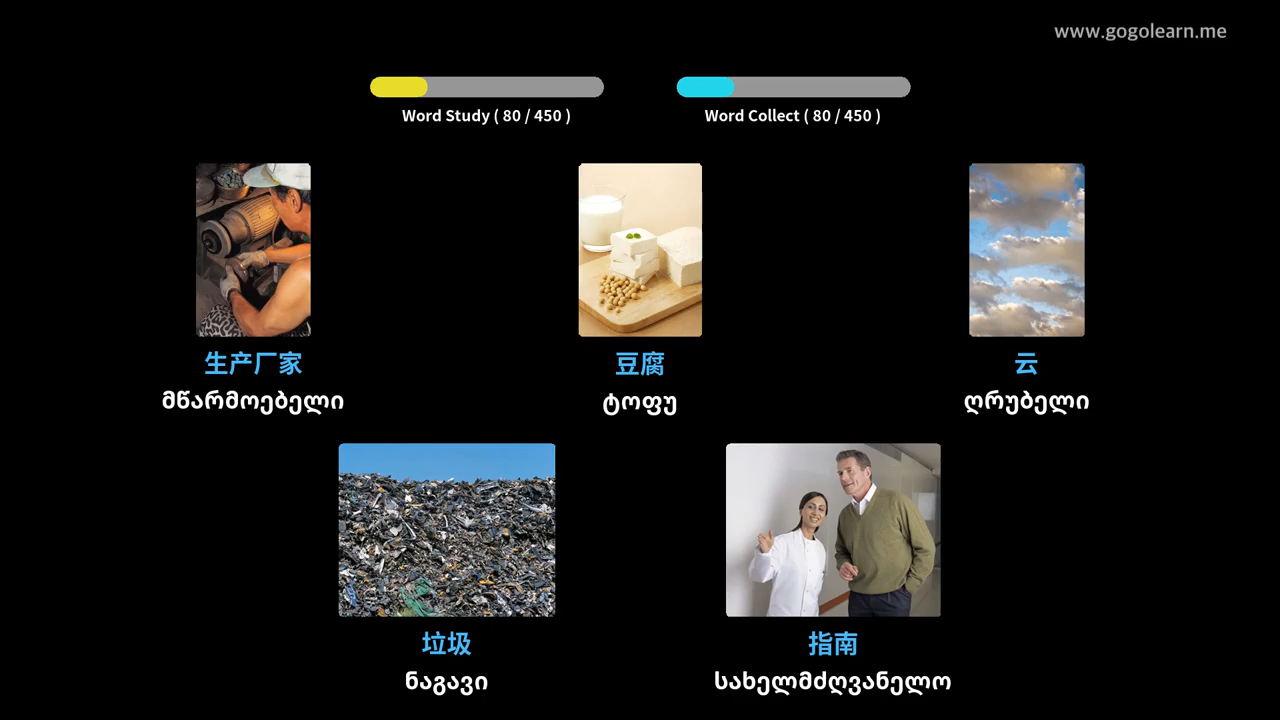 www.gogolearn.me
Word Study ( 80 / 450 )
Word Collect ( 80 / 450 )
生产厂家
მწარმოებელი
豆腐
ტოფუ
云
ღრუბელი
垃圾
ნაგავი
指南
სახელმძღვანელო